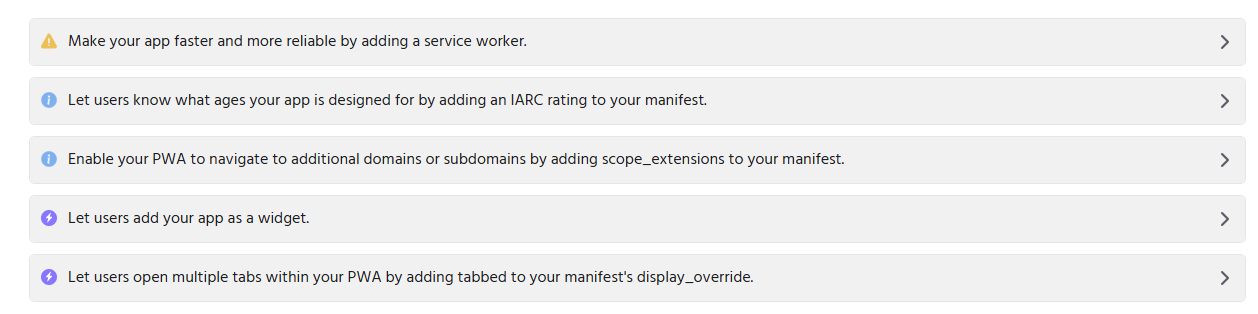 Make your app faster and more reliable by adding a service worker.
Let users know what ages your app is designed for by adding an IARC rating to your manifest.
Enable your PWA to navigate to additional domains or subdomains by adding scope_extensions to your manifest.
Let users add your app as a widget.
Let users open multiple tabs within your PWA by adding tabbed to your manifest's display_override.